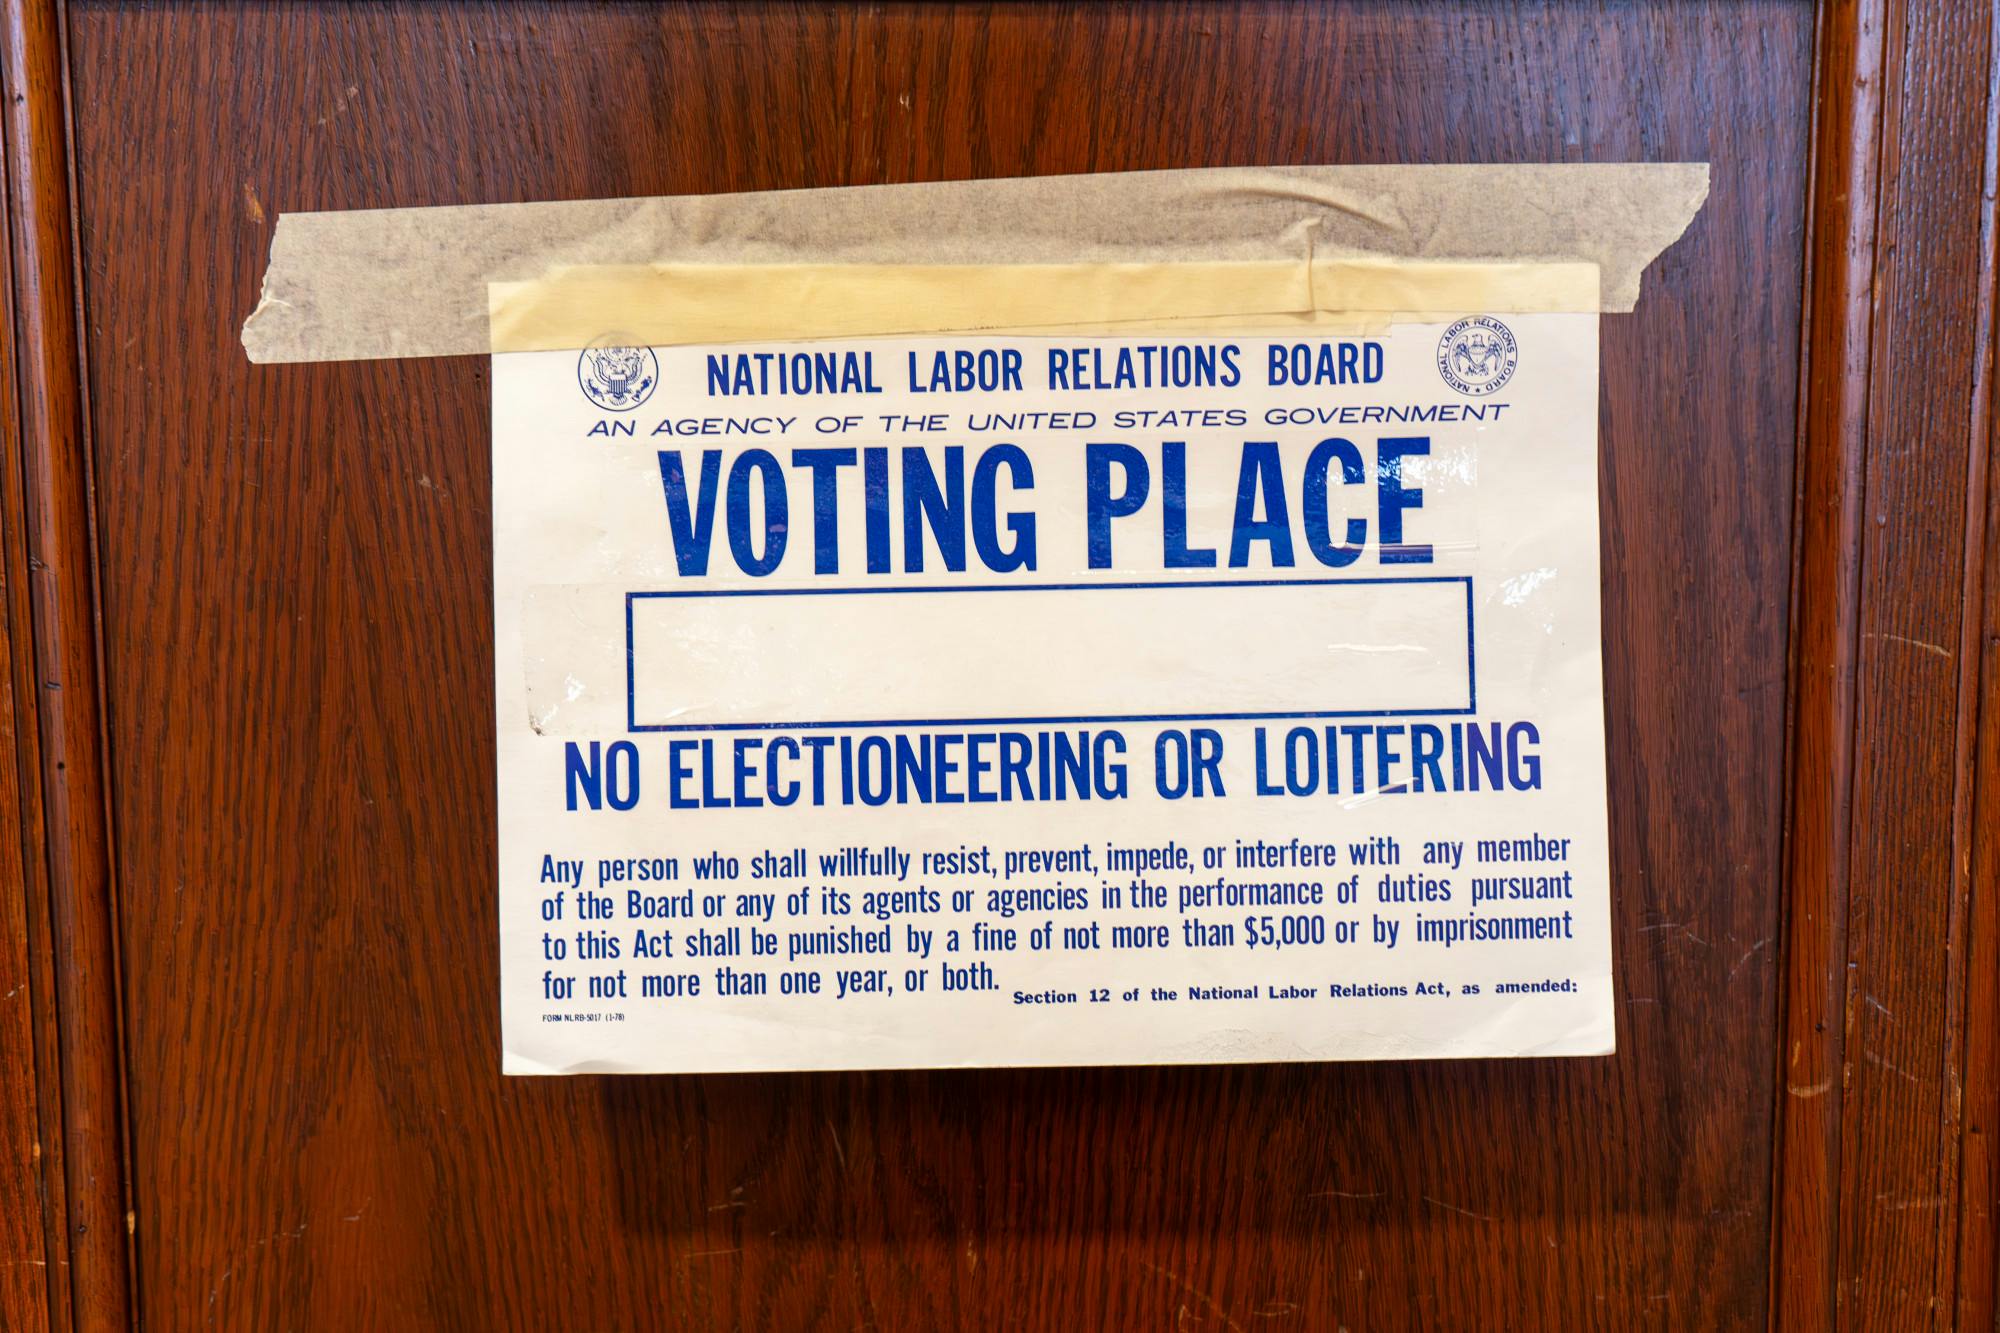 NATIONAL LABOR RELATIONS BOARD
NATIONAL LABOR RELATIONS BOARD ★
AN AGENCY OF THE UNITED STATES GOVERNMENT
VOTING PLACE
NO ELECTIONEERING OR LOITERING
Any person who shall willfully resist, prevent, impede, or interfere with any member
of the Board or any of its agents or agencies in the performance of duties pursuant
to this Act shall be punished by a fine of not more than $5,000 or by imprisonment
for not more than one year, or both.
Section 12 of the National Labor Relations Act, as amended:
FORM NLRB-5017 (1-78)